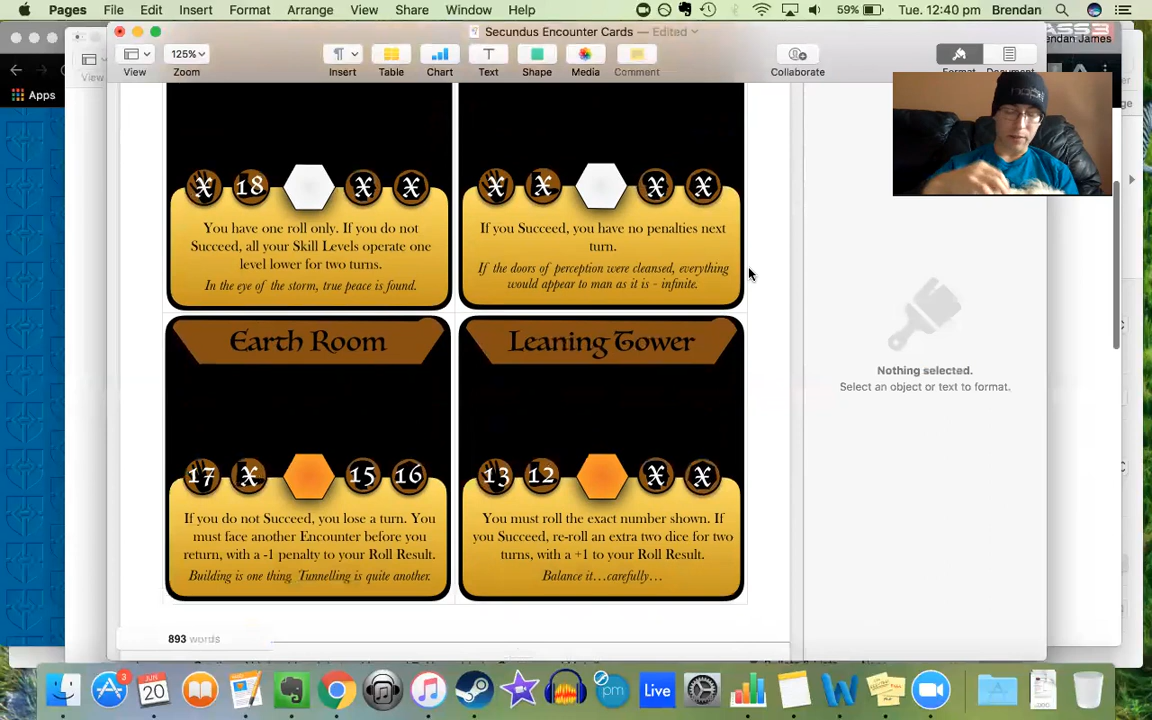 Pages File Edit Insert Format Arrange View Share Window Help 59% Tue. 12:40 pm Brendan
Secundus Encounter Cards — Edited
ndan James
125%
View Zoom Insert Table Chart Text Shape Media Comment Collaborate Format Document
Apps
X 18 X X
You have one roll only. If you do not
Succeed, all your Skill Levels operate one
level lower for two turns.
In the eye of the storm, true peace is found.
X X X X
If you Succeed, you have no penalties next
turn.
If the doors of perception were cleansed, everything
would appear to man as it is - infinite.
Earth Room
17 X 15 16
If you do not Succeed, you lose a turn. You
must face another Encounter before you
return, with a -1 penalty to your Roll Result.
Building is one thing. Tunnelling is quite another.
Leaning Tower
13 12 X X
You must roll the exact number shown. If
you Succeed, re-roll an extra two dice for two
turns, with a +1 to your Roll Result.
Balance it…carefully…
Nothing selected.
Select an object or text to format.
893 words
3
JUN
20
pm
Live
W